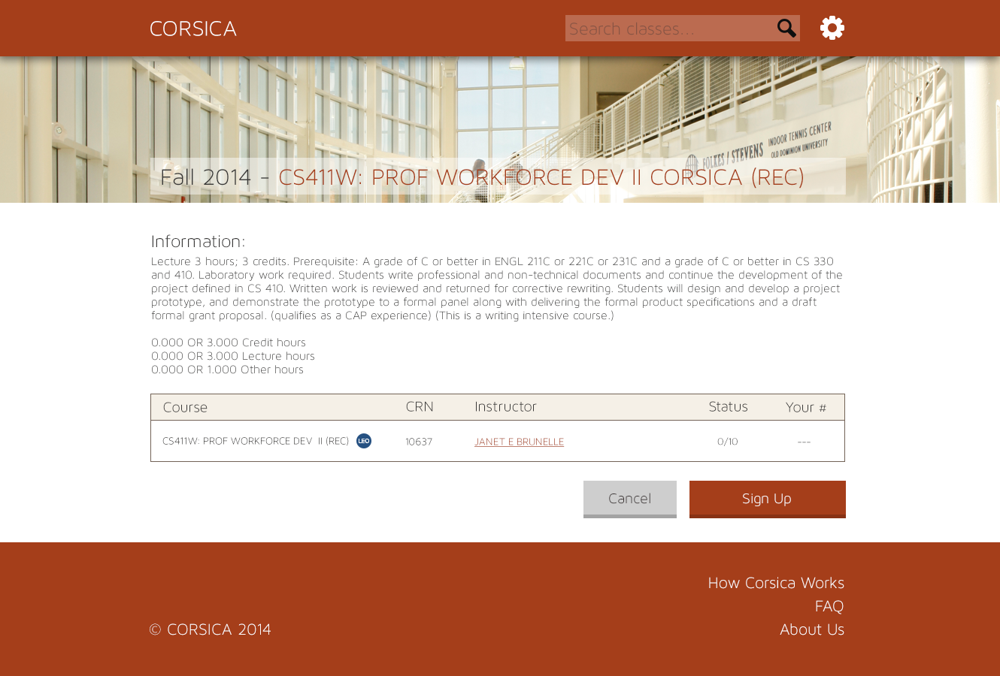 CORSICA
Search classes...
FOLKES / STEVENS
INDOOR TENNIS CENTER
OLD DOMINION UNIVERSITY
Fall 2014 - CS411W: PROF WORKFORCE DEV II CORSICA (REC)
Information:
Lecture 3 hours; 3 credits. Prerequisite: A grade of C or better in ENGL 211C or 221C or 231C and a grade of C or better in CS 330
and 410. Laboratory work required. Students write professional and non-technical documents and continue the development of the
project defined in CS 410. Written work is reviewed and returned for corrective rewriting. Students will design and develop a project
prototype, and demonstrate the prototype to a formal panel along with delivering the formal product specifications and a draft
formal grant proposal. (qualifies as a CAP experience) (This is a writing intensive course.)
0.000 OR 3.000 Credit hours
0.000 OR 3.000 Lecture hours
0.000 OR 1.000 Other hours
Course CRN Instructor Status Your #
CS411W: PROF WORKFORCE DEV II (REC) LEO 10637 JANET E BRUNELLE 0/10 ---
Cancel Sign Up
How Corsica Works
FAQ
© CORSICA 2014 About Us